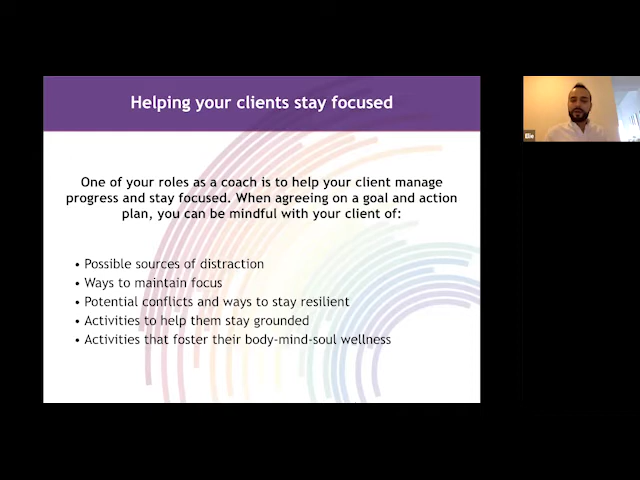 Helping your clients stay focused
One of your roles as a coach is to help your client manage
progress and stay focused. When agreeing on a goal and action
plan, you can be mindful with your client of:
• Possible sources of distraction
• Ways to maintain focus
• Potential conflicts and ways to stay resilient
• Activities to help them stay grounded
• Activities that foster their body-mind-soul wellness
Elie